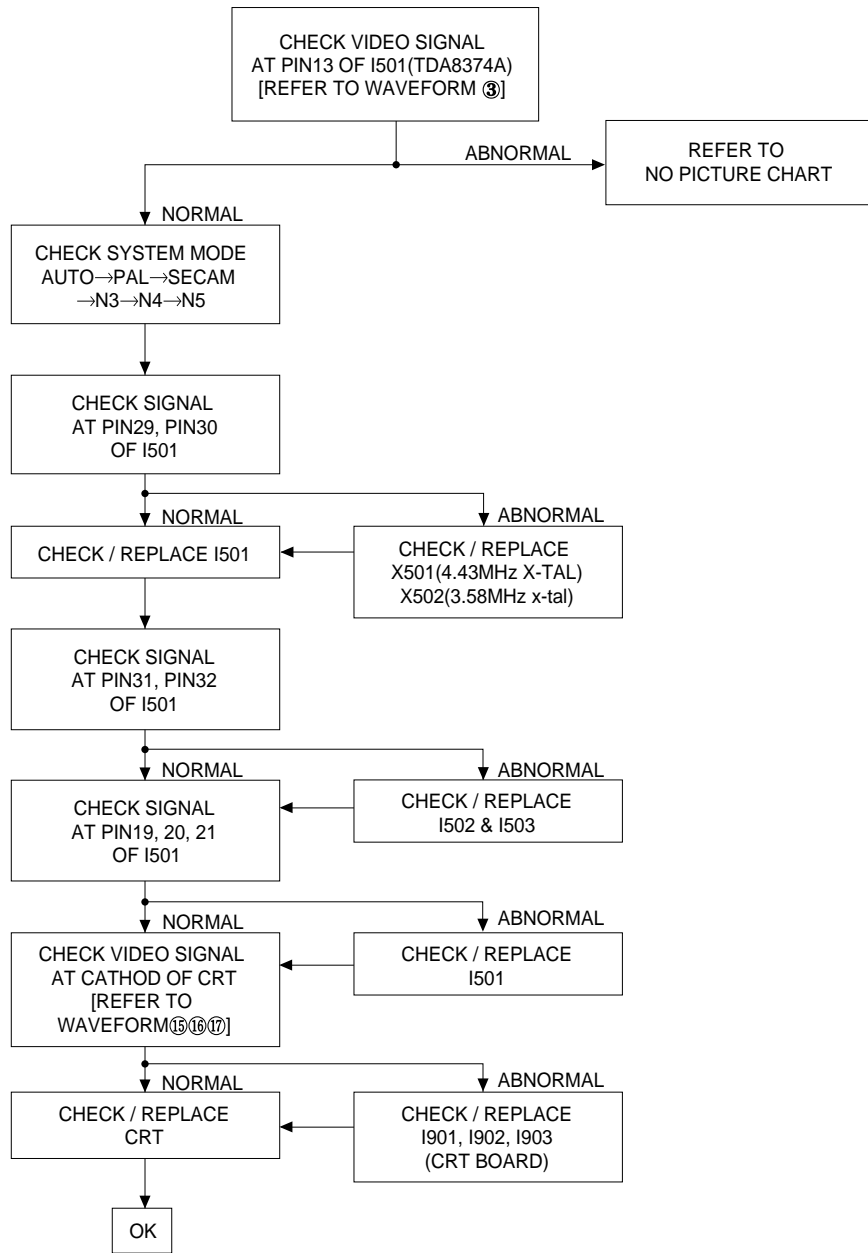 CHECK VIDEO SIGNAL
AT PIN13 OF I501(TDA8374A)
[REFER TO WAVEFORM ③]
ABNORMAL
REFER TO
NO PICTURE CHART
NORMAL
CHECK SYSTEM MODE
AUTO→PAL→SECAM
→N3→N4→N5
CHECK SIGNAL
AT PIN29, PIN30
OF I501
NORMAL
ABNORMAL
CHECK / REPLACE I501
CHECK / REPLACE
X501(4.43MHz X-TAL)
X502(3.58MHz x-tal)
CHECK SIGNAL
AT PIN31, PIN32
OF I501
NORMAL
ABNORMAL
CHECK SIGNAL
AT PIN19, 20, 21
OF I501
CHECK / REPLACE
I502 & I503
NORMAL
ABNORMAL
CHECK VIDEO SIGNAL
AT CATHOD OF CRT
[REFER TO
WAVEFORM⑮⑯⑰]
CHECK / REPLACE
I501
NORMAL
ABNORMAL
CHECK / REPLACE
CRT
CHECK / REPLACE
I901, I902, I903
(CRT BOARD)
OK